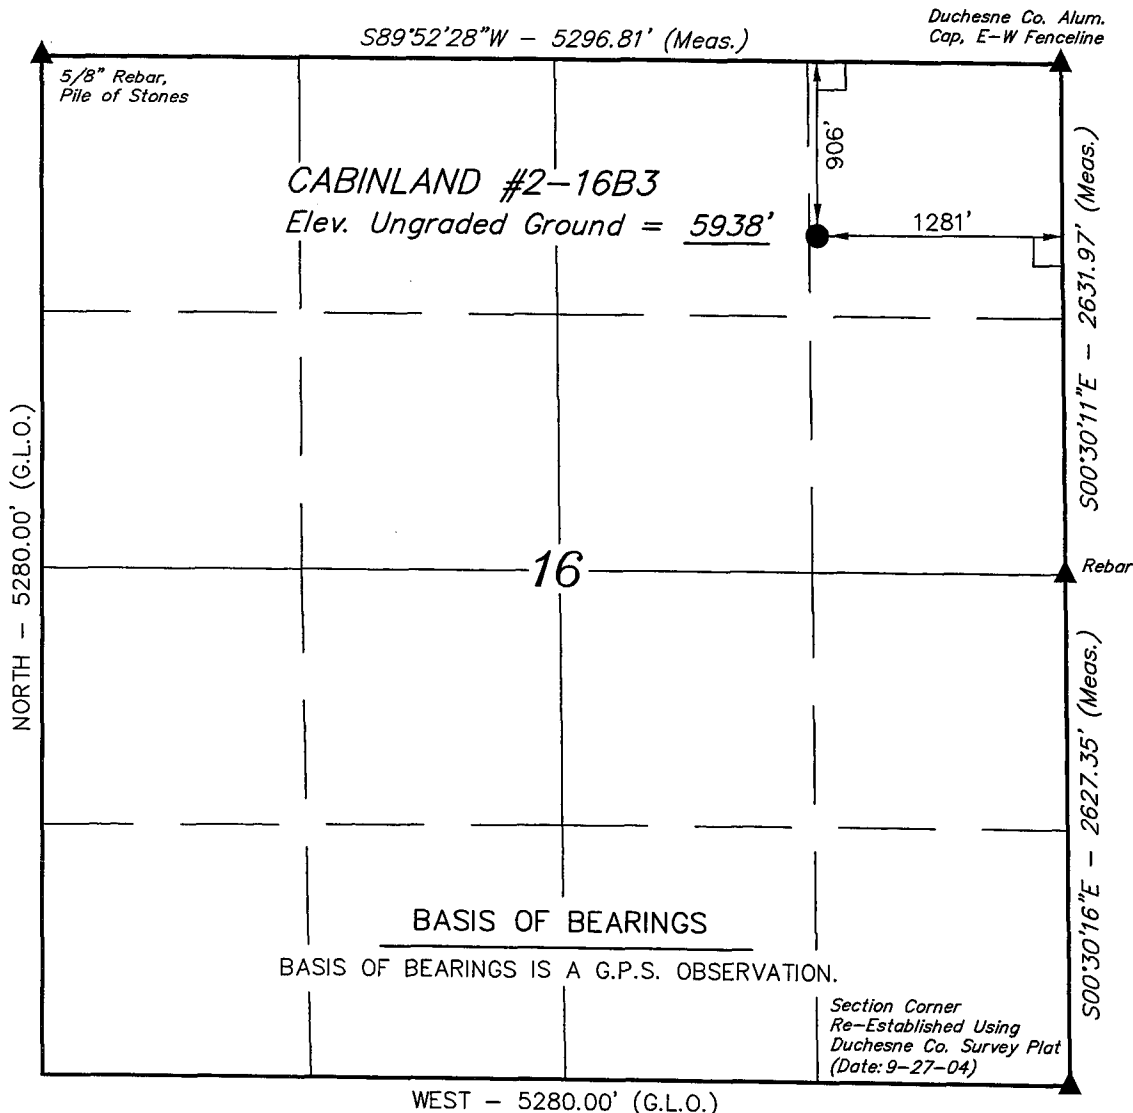 S89°52'28"W - 5296.81' (Meas.)
Duchesne Co. Alum.
Cap, E-W Fenceline
5/8" Rebar,
Pile of Stones
906'
1281'
CABINLAND #2-16B3
Elev. Ungraded Ground = 5938'
S00°30'11"E - 2631.97' (Meas.)
NORTH - 5280.00' (G.L.O.)
16
Rebar
S00°30'16"E - 2627.35' (Meas.)
BASIS OF BEARINGS
BASIS OF BEARINGS IS A G.P.S. OBSERVATION.
Section Corner
Re-Established Using
Duchesne Co. Survey Plat
(Date: 9-27-04)
WEST - 5280.00' (G.L.O.)